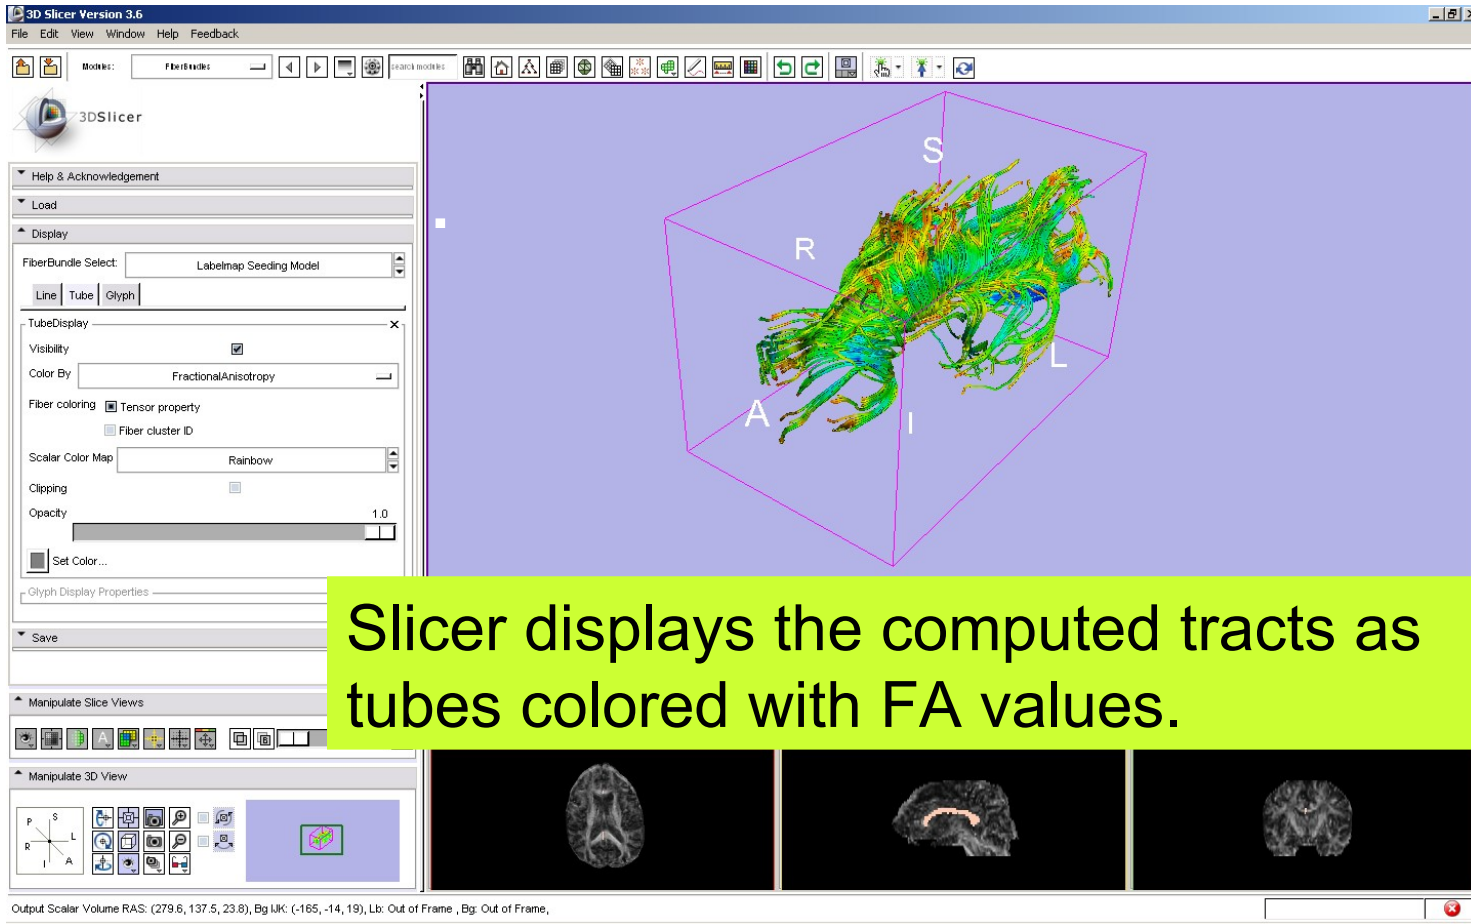 3D Slicer Version 3.6
File Edit View Window Help Feedback
Modules: FiberBundles search modules
3DSlicer
Help & Acknowledgement
Load
Display
FiberBundle Select: Labelmap Seeding Model
Line Tube Glyph
TubeDisplay
Visibility
Color By FractionalAnisotropy
Fiber coloring Tensor property
Fiber cluster ID
Scalar Color Map Rainbow
Clipping
Opacity 1.0
Set Color...
Glyph Display Properties
Save
Manipulate Slice Views
Manipulate 3D View
P S
R L
I A
S
R
L
A
I
Slicer displays the computed tracts as
tubes colored with FA values.
Output Scalar Volume RAS: (279.6, 137.5, 23.8), Bg IJK: (-165, -14, 19), Lb: Out of Frame , Bg: Out of Frame,